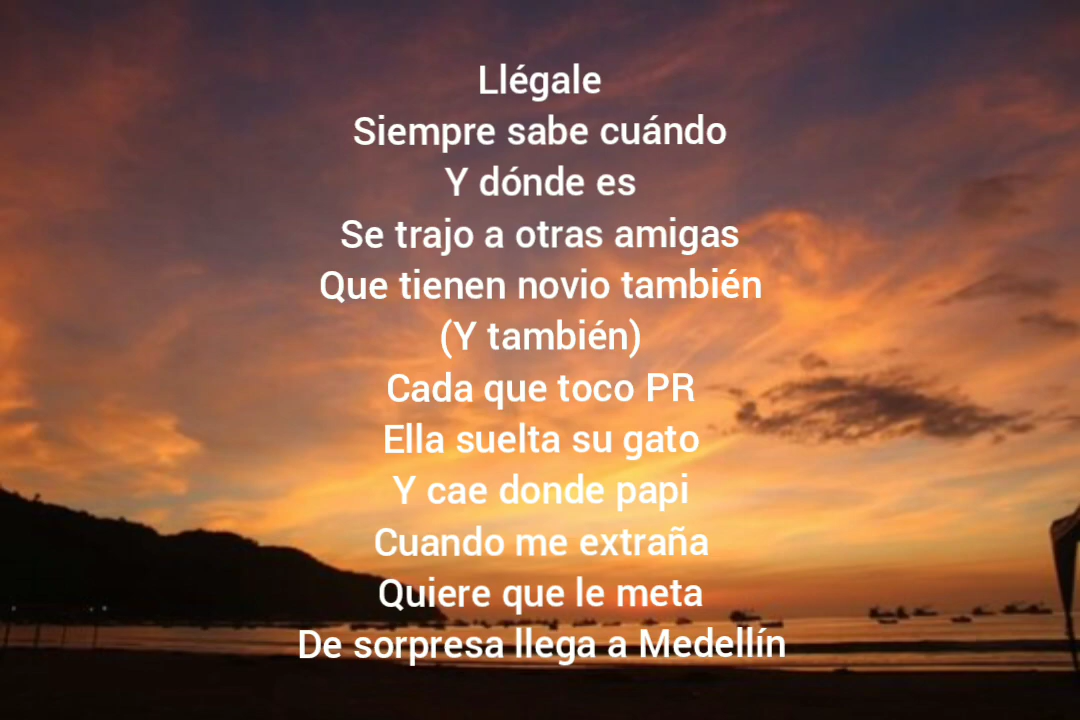 Llégale
Siempre sabe cuándo
Y dónde es
Se trajo a otras amigas
Que tienen novio también
(Y también)
Cada que toco PR
Ella suelta su gato
Y cae donde papi
Cuando me extraña
Quiere que le meta
De sorpresa llega a Medellín